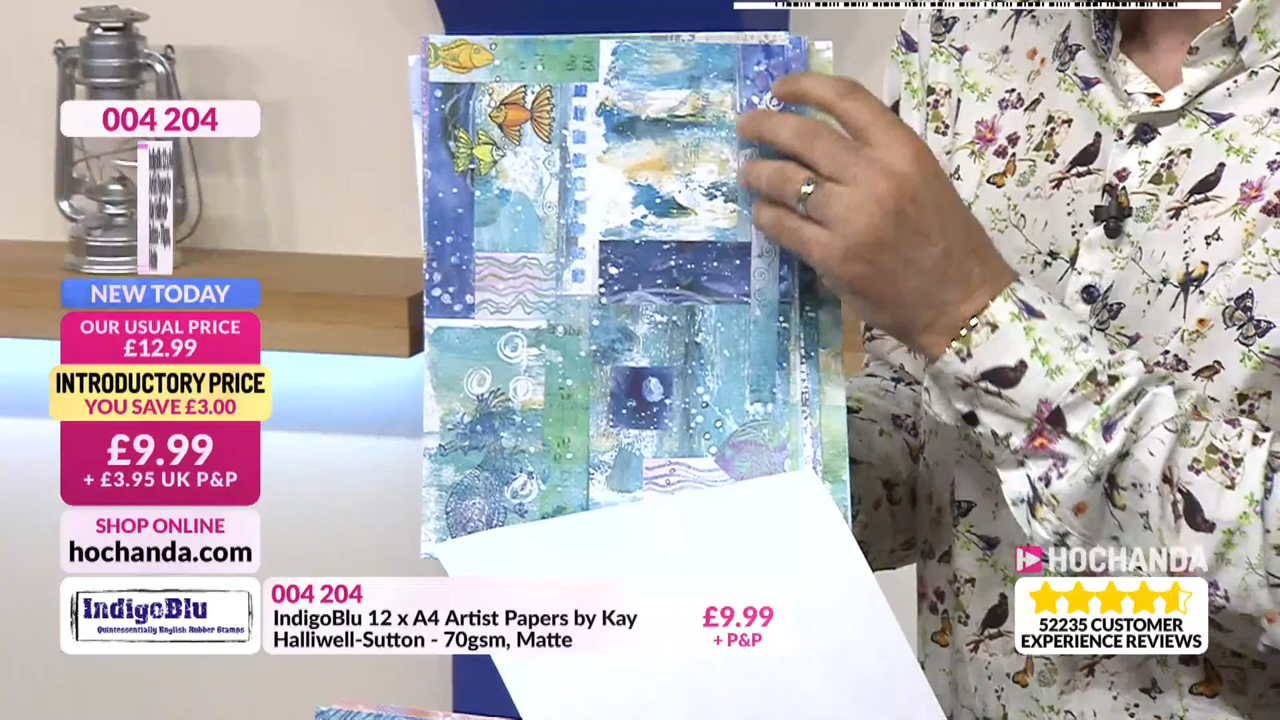 004 204
NEW TODAY
OUR USUAL PRICE
£12.99
INTRODUCTORY PRICE
YOU SAVE £3.00
£9.99
+ £3.95 UK P&P
SHOP ONLINE
hochanda.com
IndigoBlu
Quintessentially English Rubber Stamps
004 204
IndigoBlu 12 x A4 Artist Papers by Kay
Halliwell-Sutton - 70gsm, Matte
£9.99
+ P&P
HOCHANDA
52235 CUSTOMER
EXPERIENCE REVIEWS